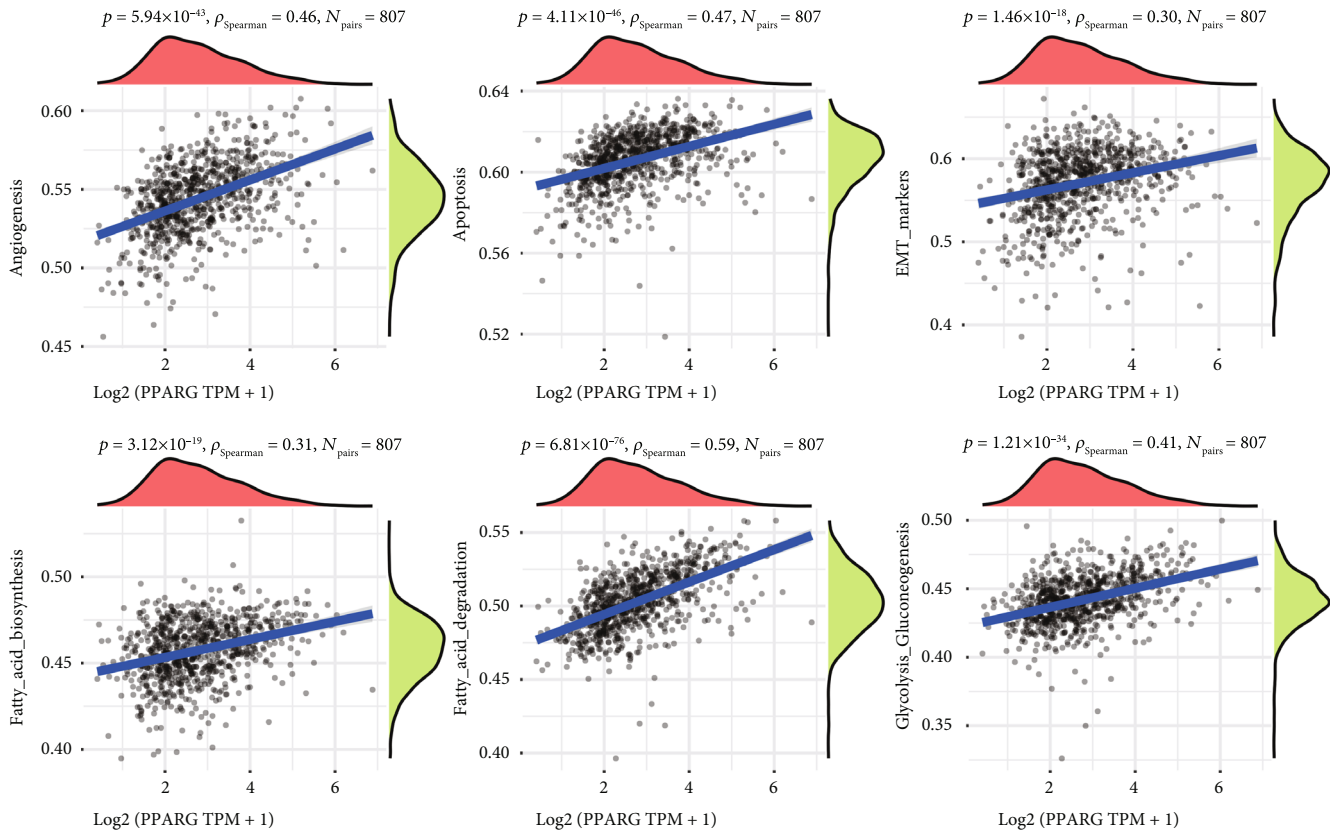 p = 5.94×10⁻⁴³, ρSpearman = 0.46, Npairs = 807
0.60
0.55
0.50
0.45
Angiogenesis
2 4 6
Log2 (PPARG TPM + 1)
p = 4.11×10⁻⁴⁶, ρSpearman = 0.47, Npairs = 807
0.64
0.60
0.56
0.52
Apoptosis
2 4 6
Log2 (PPARG TPM + 1)
p = 1.46×10⁻¹⁸, ρSpearman = 0.30, Npairs = 807
0.6
0.5
0.4
EMT_markers
2 4 6
Log2 (PPARG TPM + 1)
p = 3.12×10⁻¹⁹, ρSpearman = 0.31, Npairs = 807
0.50
0.45
0.40
Fatty_acid_biosynthesis
2 4 6
Log2 (PPARG TPM + 1)
p = 6.81×10⁻⁷⁶, ρSpearman = 0.59, Npairs = 807
0.55
0.50
0.45
0.40
Fatty_acid_degradation
2 4 6
Log2 (PPARG TPM + 1)
p = 1.21×10⁻³⁴, ρSpearman = 0.41, Npairs = 807
0.50
0.45
0.40
0.35
Glycolysis_Gluconeogenesis
2 4 6
Log2 (PPARG TPM + 1)